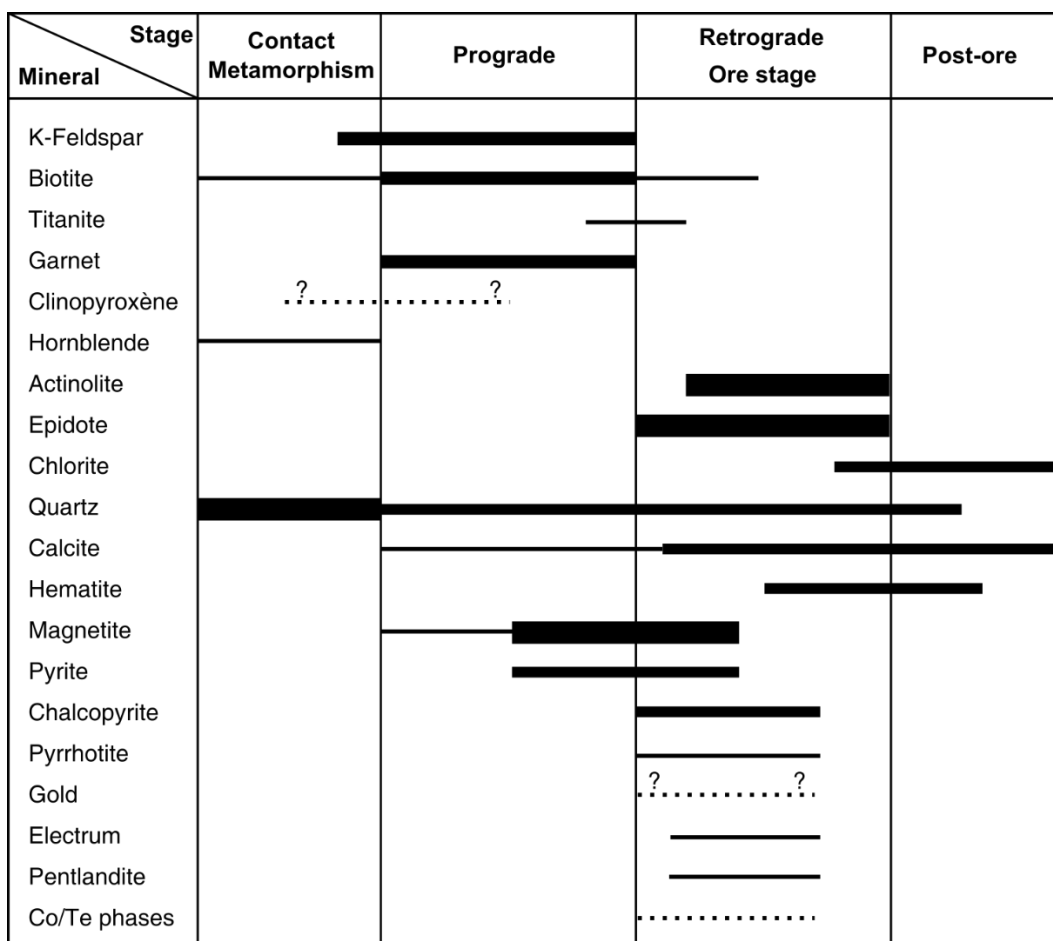 Stage
Mineral
Contact
Metamorphism
Prograde
Retrograde
Ore stage
Post-ore
K-Feldspar
Biotite
Titanite
Garnet
Clinopyroxène
? ?
Hornblende
Actinolite
Epidote
Chlorite
Quartz
Calcite
Hematite
Magnetite
Pyrite
Chalcopyrite
Pyrrhotite
Gold
? ?
Electrum
Pentlandite
Co/Te phases